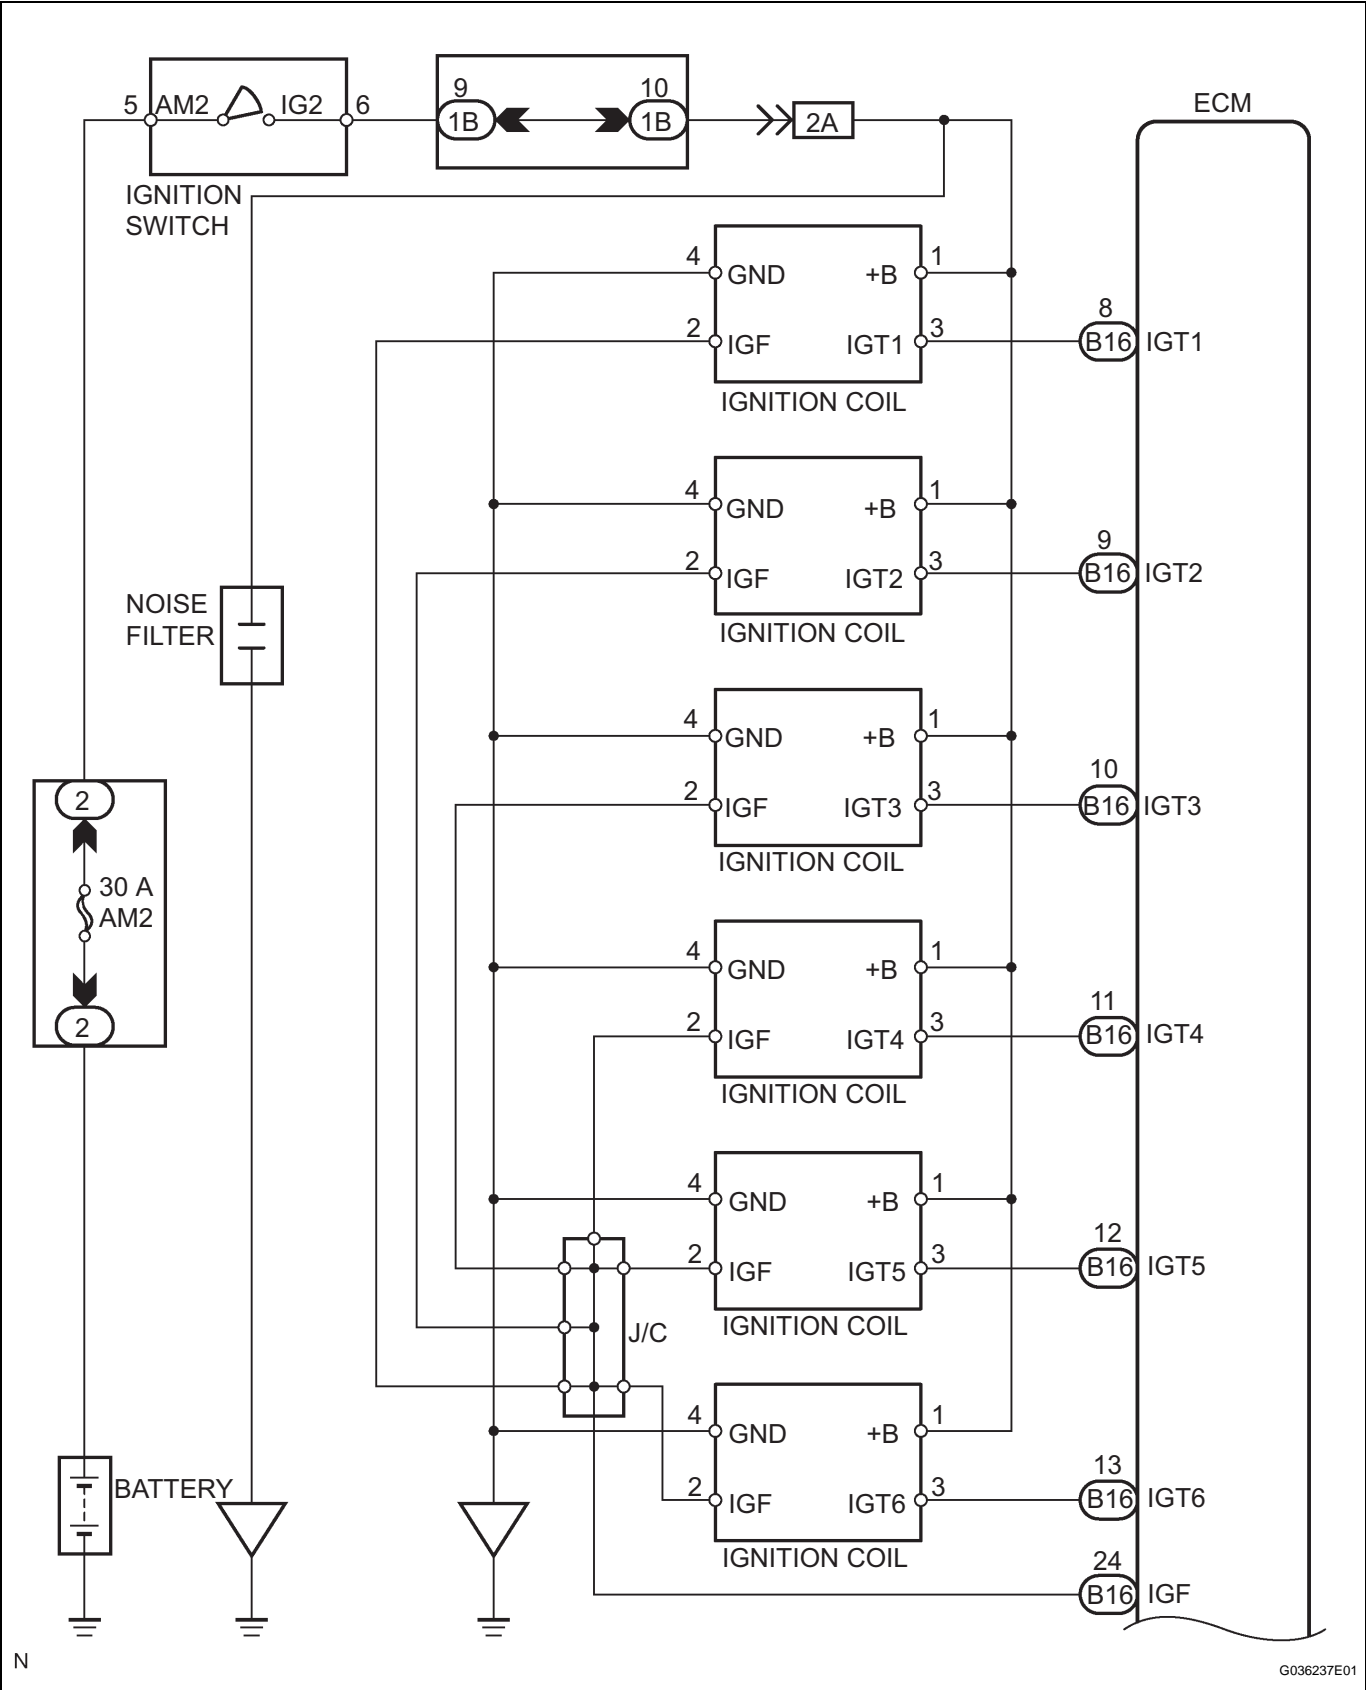 5 AM2 IG2 6
9 10
1B 1B
2A
ECM
IGNITION
SWITCH
4 GND +B 1
8
2 IGF IGT1 3 B16 IGT1
IGNITION COIL
4 GND +B 1
9
2 IGF IGT2 3 B16 IGT2
IGNITION COIL
NOISE
FILTER
4 GND +B 1
10
2 IGF IGT3 3 B16 IGT3
IGNITION COIL
2
30 A
AM2
2
4 GND +B 1
11
2 IGF IGT4 3 B16 IGT4
IGNITION COIL
4 GND +B 1
12
2 IGF IGT5 3 B16 IGT5
IGNITION COIL
J/C
4 GND +B 1
13
2 IGF IGT6 3 B16 IGT6
IGNITION COIL
BATTERY
24
B16 IGF
N
G036237E01